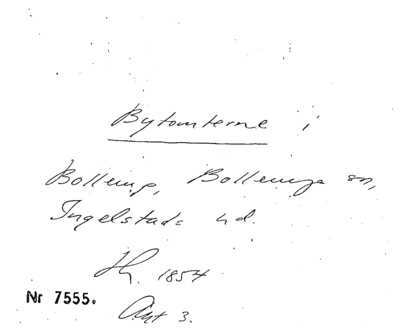 Bytomterne i
Bollerup, Bollerups sn,
Ingelstads hd.
1854
Nr 7555.
Akt 3.